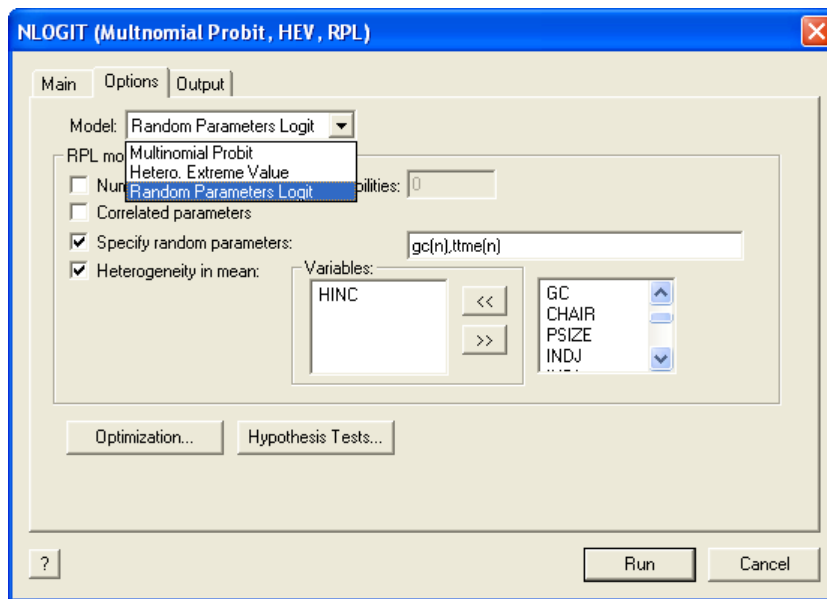 NLOGIT (Multnomial Probit, HEV, RPL)
Main Options Output
Model: Random Parameters Logit
Multinomial Probit
RPL mo
Hetero. Extreme Value
Num
Random Parameters Logit
bilities: 0
Correlated parameters
Specify random parameters: gc(n),ttme(n)
Heterogeneity in mean: Variables:
HINC << GC
CHAIR
PSIZE
>> INDJ
Optimization... Hypothesis Tests...
? Run Cancel